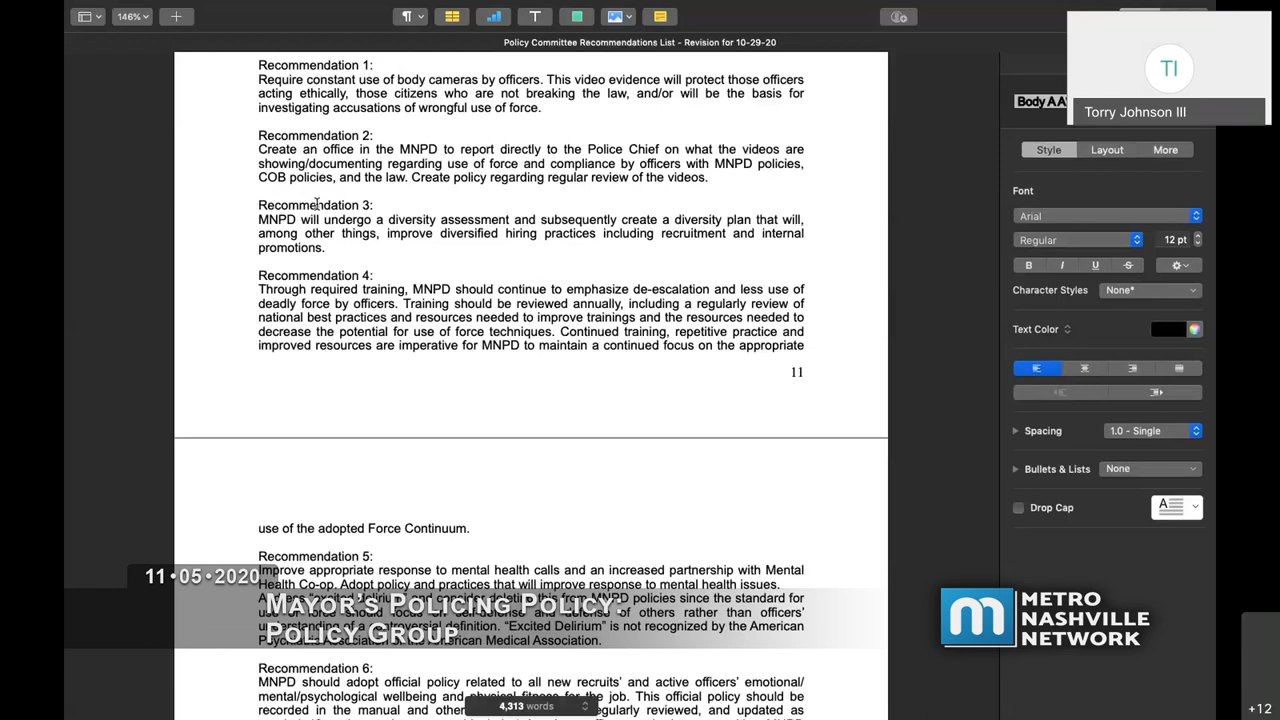 146%
T
Policy Committee Recommendations List - Revision for 10-29-20
TI
Torry Johnson III
Recommendation 1:
Require constant use of body cameras by officers. This video evidence will protect those officers
acting ethically, those citizens who are not breaking the law, and/or will be the basis for
investigating accusations of wrongful use of force.
Recommendation 2:
Create an office in the MNPD to report directly to the Police Chief on what the videos are
showing/documenting regarding use of force and compliance by officers with MNPD policies,
COB policies, and the law. Create policy regarding regular review of the videos.
Recommendation 3:
MNPD will undergo a diversity assessment and subsequently create a diversity plan that will,
among other things, improve diversified hiring practices including recruitment and internal
promotions.
Recommendation 4:
Through required training, MNPD should continue to emphasize de-escalation and less use of
deadly force by officers. Training should be reviewed annually, including a regularly review of
national best practices and resources needed to improve trainings and the resources needed to
decrease the potential for use of force techniques. Continued training, repetitive practice and
improved resources are imperative for MNPD to maintain a continued focus on the appropriate
11
use of the adopted Force Continuum.
Recommendation 5:
Improve appropriate response to mental health calls and an increased partnership with Mental
Health Co-op. Adopt policy and practices that will improve response to mental health issues.
from MNPD policies since the standard for
of others rather than officers'
definition. "Excited Delirium" is not recognized by the American
American Medical Association.
Recommendation 6:
MNPD should adopt official policy related to all new recruits' and active officers' emotional/
mental/psychological wellbeing and physical fitness for the job. This official policy should be
recorded in the manual and other
regularly reviewed, and updated as
4,313 words
11•05•2020
MAYOR'S POLICING POLICY:
POLICY GROUP
METRO
NASHVILLE
NETWORK
m
Body
Style
Layout
More
Font
Arial
Regular
12 pt
B
I
U
S
Character Styles
None*
Text Color
Spacing
1.0 - Single
Bullets & Lists
None
Drop Cap
A
+12